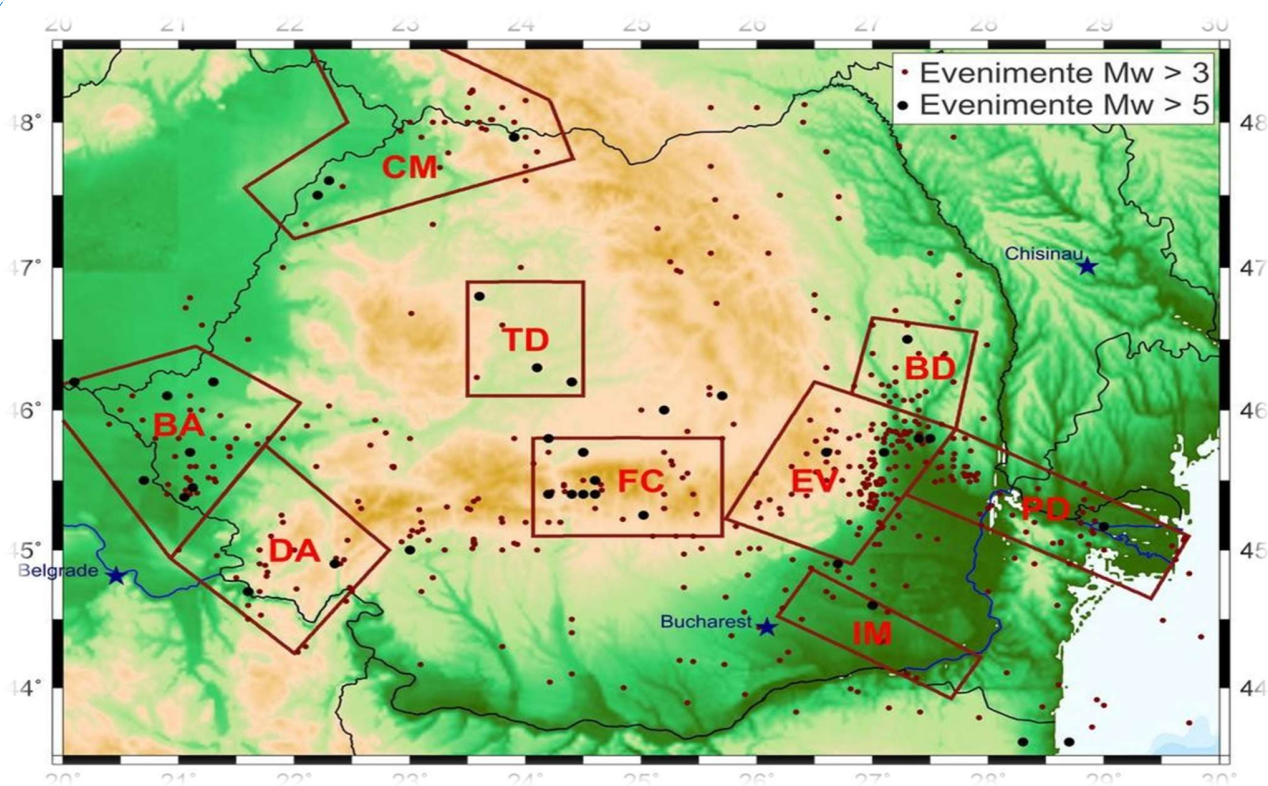 20 21 22 23 24 25 26 27 28 29 30
Evenimente Mw > 3
Evenimente Mw > 5
48° 48
CM
47° 47
Chisinau
TD
BD
46° 46
BA
FC
EV
PD
DA
45° 45
Belgrade
Bucharest
IM
44° 44
20° 21° 22° 23° 24° 25° 26° 27° 28° 29° 30°